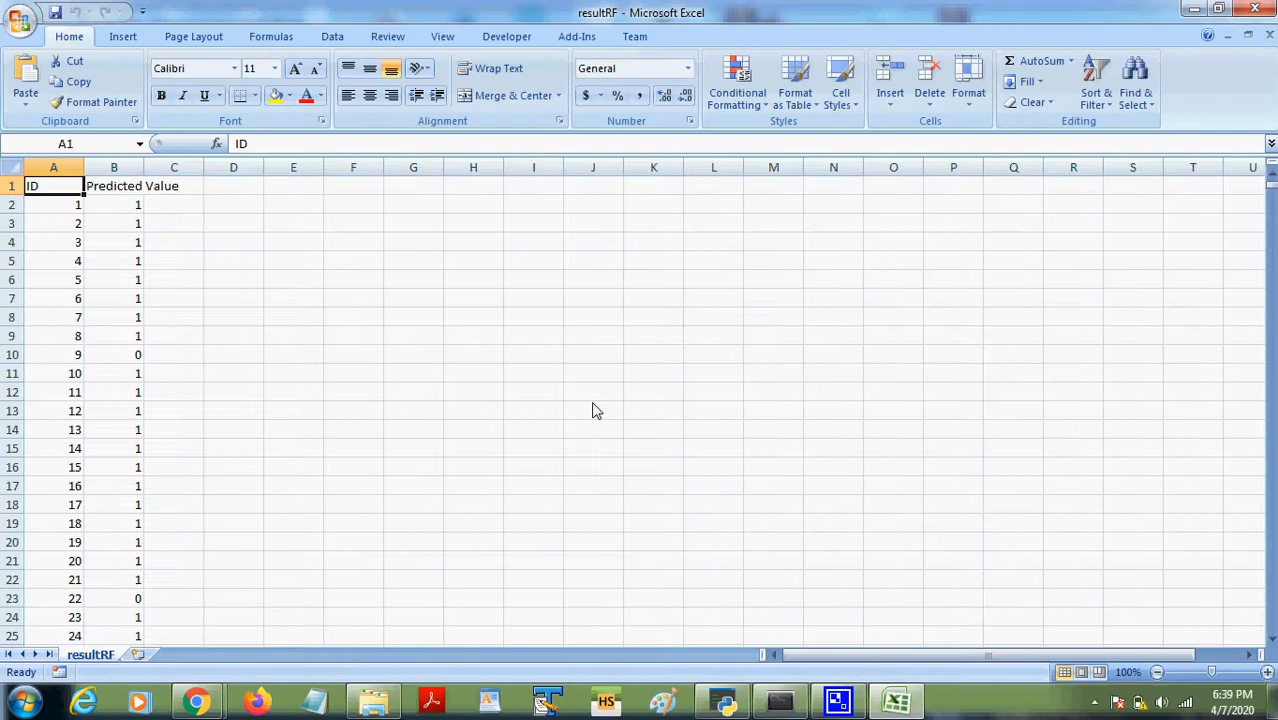 resultRF - Microsoft Excel
Home Insert Page Layout Formulas Data Review View Developer Add-Ins Team
Paste Cut Copy Format Painter Clipboard
Calibri 11 B I U A A A Font
Wrap Text Merge & Center Alignment
General $ % , Number
Conditional Formatting Format as Table Cell Styles Styles
Insert Delete Format Cells
Σ AutoSum Fill Clear Sort & Filter Find & Select Editing
A1 fx ID
A B C D E F G H I J K L M N O P Q R S T U
1 ID Predicted Value
2 1 1
3 2 1
4 3 1
5 4 1
6 5 1
7 6 1
8 7 1
9 8 1
10 9 0
11 10 1
12 11 1
13 12 1
14 13 1
15 14 1
16 15 1
17 16 1
18 17 1
19 18 1
20 19 1
21 20 1
22 21 1
23 22 0
24 23 1
25 24 1
resultRF
Ready 100%
HS
6:39 PM
4/7/2020